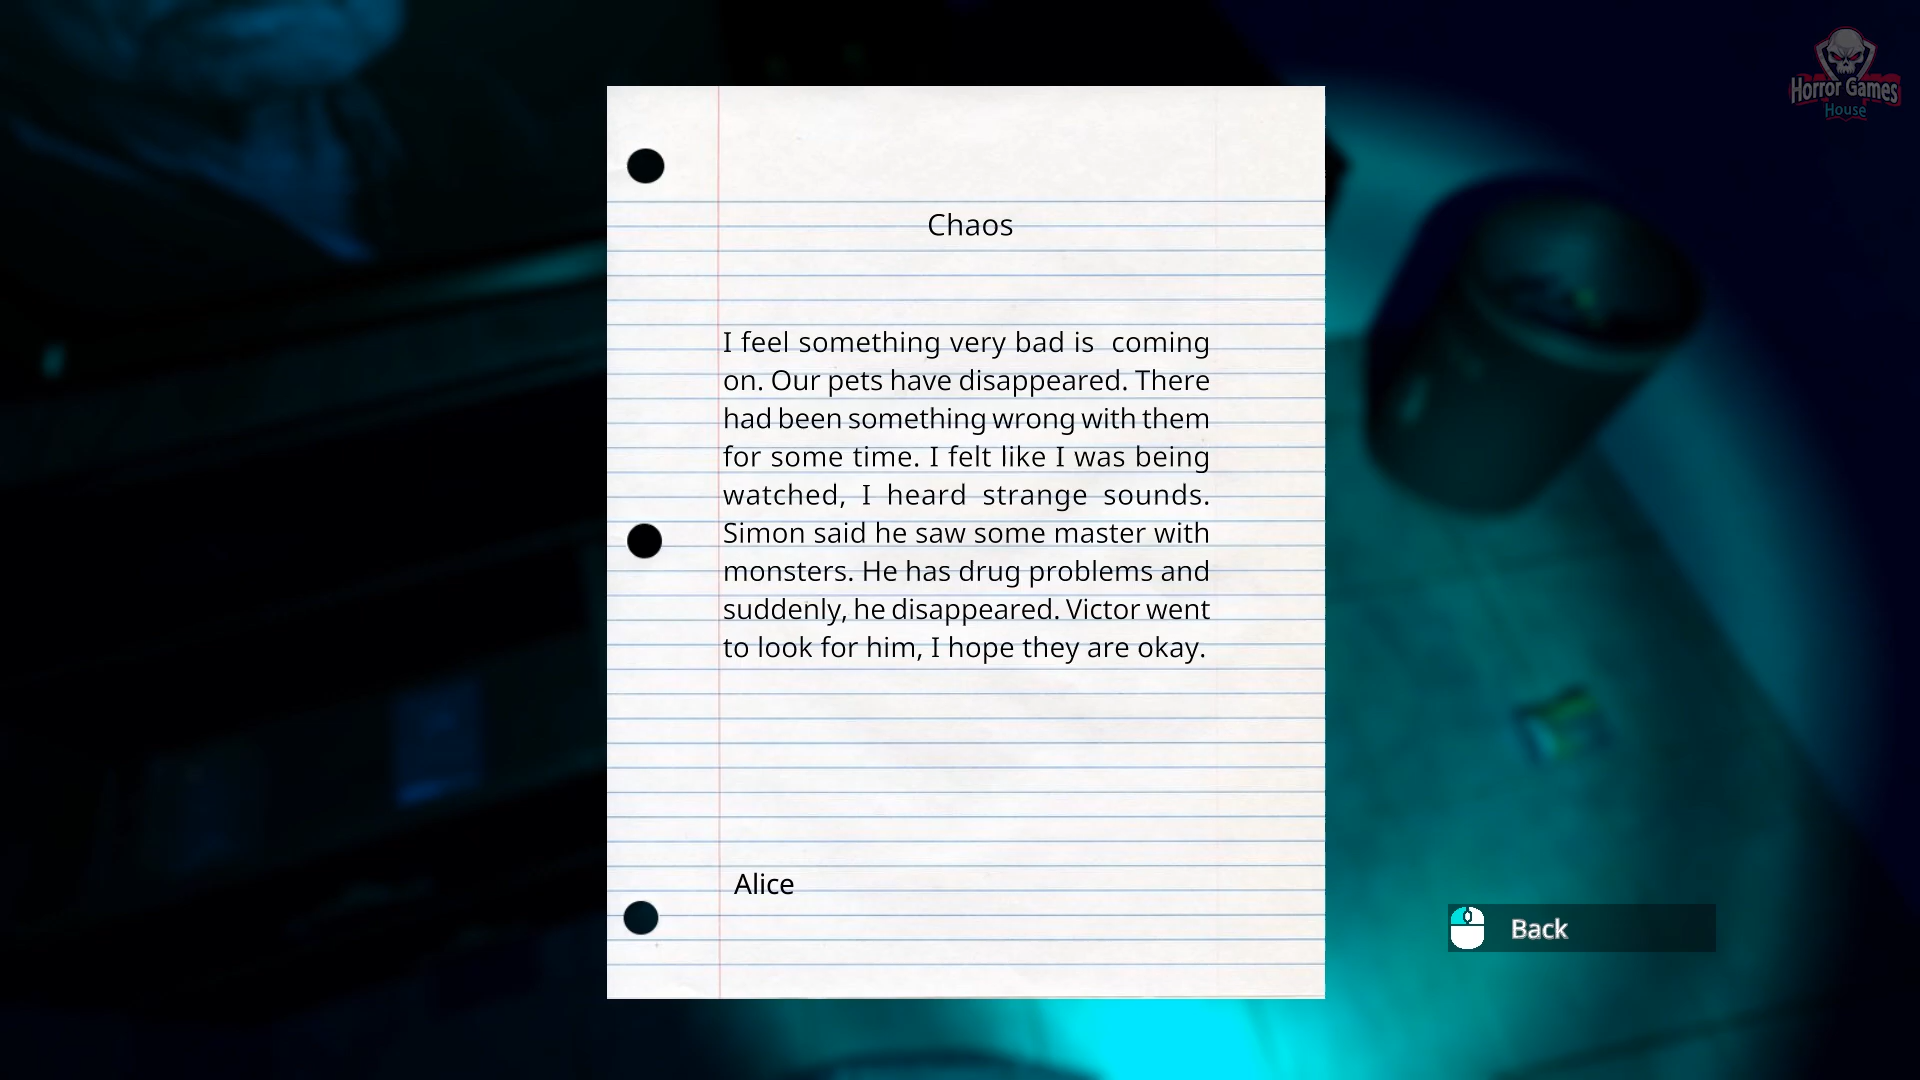 Horror Games
House
Chaos
I feel something very bad is  coming
on. Our pets have disappeared. There
had been something wrong with them
for some time. I felt like I was being
watched, I heard strange sounds.
Simon said he saw some master with
monsters. He has drug problems and
suddenly, he disappeared. Victor went
to look for him, I hope they are okay.
Alice
Back